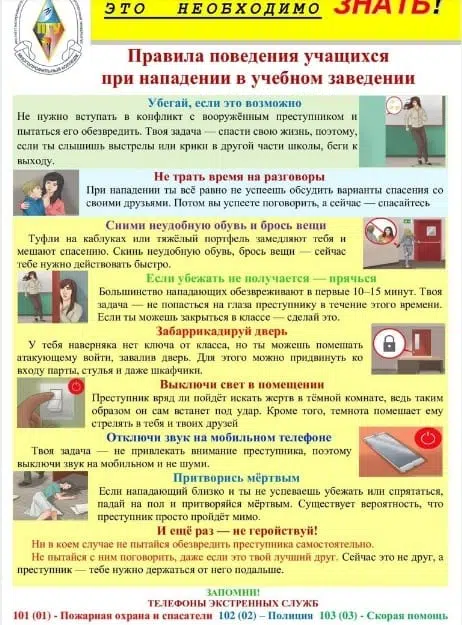 ЭТО НЕОБХОДИМО ЗНАТЬ!
ПГУ
Правила поведения учащихся
при нападении в учебном заведении
Убегай, если это возможно
Не нужно вступать в конфликт с вооружённым преступником и
пытаться его обезвредить. Твоя задача — спасти свою жизнь, поэтому,
если ты слышишь выстрелы или крики в другой части школы, беги к
выходу.
Не трать время на разговоры
При нападении ты всё равно не успеешь обсудить варианты спасения со
своими друзьями. Потом вы успеете поговорить, а сейчас — спасайтесь
Сними неудобную обувь и брось вещи
Туфли на каблуках или тяжёлый портфель замедляют тебя и
мешают спасению. Скинь неудобную обувь, брось вещи — сейчас
тебе нужно действовать быстро.
Если убежать не получается — прячься
Большинство нападающих обезвреживают в первые 10–15 минут. Твоя
задача – не попасться на глаза преступнику в течение этого времени.
Если ты можешь закрыться в классе — сделай это.
Забаррикадируй дверь
У тебя наверняка нет ключа от класса, но ты можешь помешать
атакующему войти, завалив дверь. Для этого можно придвинуть ко
входу парты, стулья и даже шкафчики.
Выключи свет в помещении
Преступник вряд ли пойдёт искать жертв в тёмной комнате, ведь таким
образом он сам встанет под удар. Кроме того, темнота помешает ему
стрелять в тебя и твоих друзей
Отключи звук на мобильном телефоне
Твоя задача — не привлекать внимание преступника, поэтому
выключи звук на мобильном и не шуми.
Притворись мёртвым
Если нападающий близко и ты не успеваешь убежать или спрятаться,
падай на пол и притворяйся мёртвым. Существует вероятность, что
преступник просто пройдёт мимо.
И ещё раз — не геройствуй!
Ни в коем случае не пытайся обезвредить преступника самостоятельно.
Не пытайся с ним поговорить, даже если это твой лучший друг. Сейчас это не друг, а
преступник — тебе нужно держаться от него подальше.
ЗАПОМНИ!
ТЕЛЕФОНЫ ЭКСТРЕННЫХ СЛУЖБ
101 (01) - Пожарная охрана и спасатели 102 (02) – Полиция 103 (03) - Скорая помощь